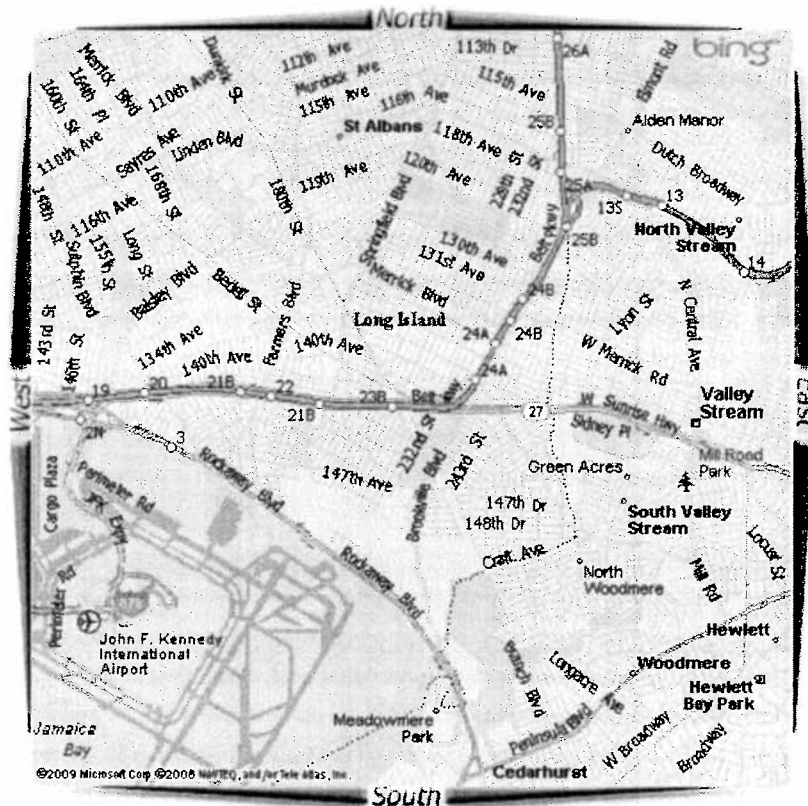 North
bing
Merrick Blvd
164th Pl
160th St
110th Ave
Dunkirk St
112th Ave
Murdock Ave
115th Ave
116th Ave
113th Dr
115th Ave
26A
Elmont Rd
Alden Manor
25B
St Albans
118th Ave
Sayres Ave
Linden Blvd
110th Ave
168th St
119th Ave
120th Ave
180th St
228th St
232nd St
Dutch Broadway
25A
13S
13
148th St
116th Ave
155th St
Long St
Sutphin Blvd
Springfield Blvd
130th Ave
131st Ave
Merrick Blvd
Belt Pkwy
25B
North Valley
Stream
14
Baisley Blvd
Bedell St
Farmers Blvd
143rd St
146th St
134th Ave
140th Ave
140th Ave
Long Island
24B
24A
24B
24A
Lyon St
N Central Ave
W Merrick Rd
West
East
19
20
21B
22
21B
23B
Belt Pkwy
27
W Sunrise Hwy
Sidney Pl
Valley
Stream
Mill Road
Park
2N
3
Rockaway Blvd
147th Ave
232nd St
Brookville Blvd
243rd St
Green Acres
147th Dr
148th Dr
South Valley
Stream
Cargo Plaza
Perimeter Rd
JFK Expy
Perimeter Rd
Rockaway Blvd
Craft Ave
North
Woodmere
Mill Rd
Locust St
John F. Kennedy
International
Airport
Hewlett
Woodmere
Hewlett
Bay Park
Branch Blvd
Longacre Ave
Peninsula Blvd
W Broadway
Broadway
Meadowmere
Park
Jamaica
Bay
Cedarhurst
©2009 Microsoft Corp ©2008 NAVTEQ, and/or Tele Atlas, Inc.
South